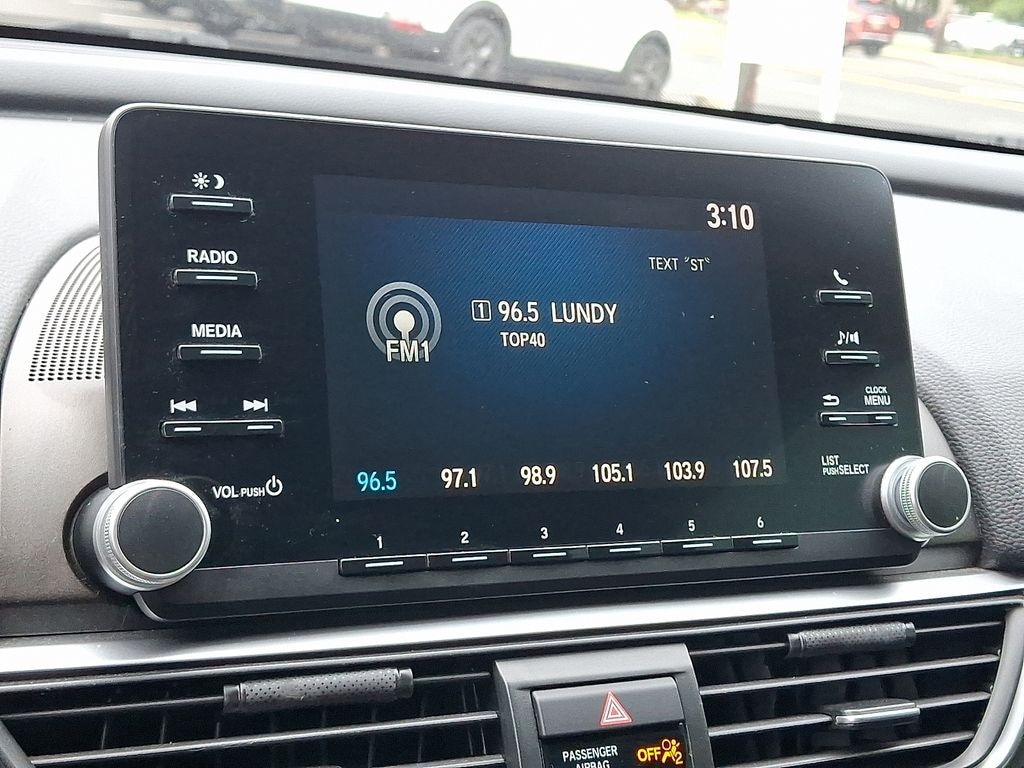 3:10
TEXT "ST"
RADIO
1 96.5 LUNDY
TOP40
FM1
MEDIA
♪/
CLOCK
MENU
LIST
PUSH SELECT
VOL PUSH
96.5 97.1 98.9 105.1 103.9 107.5
1 2 3 4 5 6
PASSENGER
AIRBAG
OFF 2